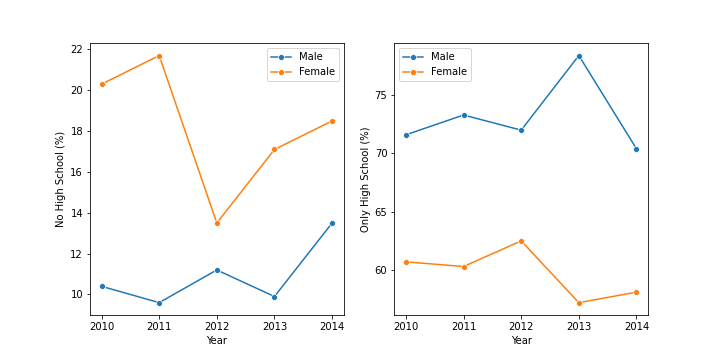 22
20
18
16
14
12
10
No High School (%)
2010 2011 2012 2013 2014
Year
Male
Female
75
70
65
60
Only High School (%)
2010 2011 2012 2013 2014
Year
Male
Female